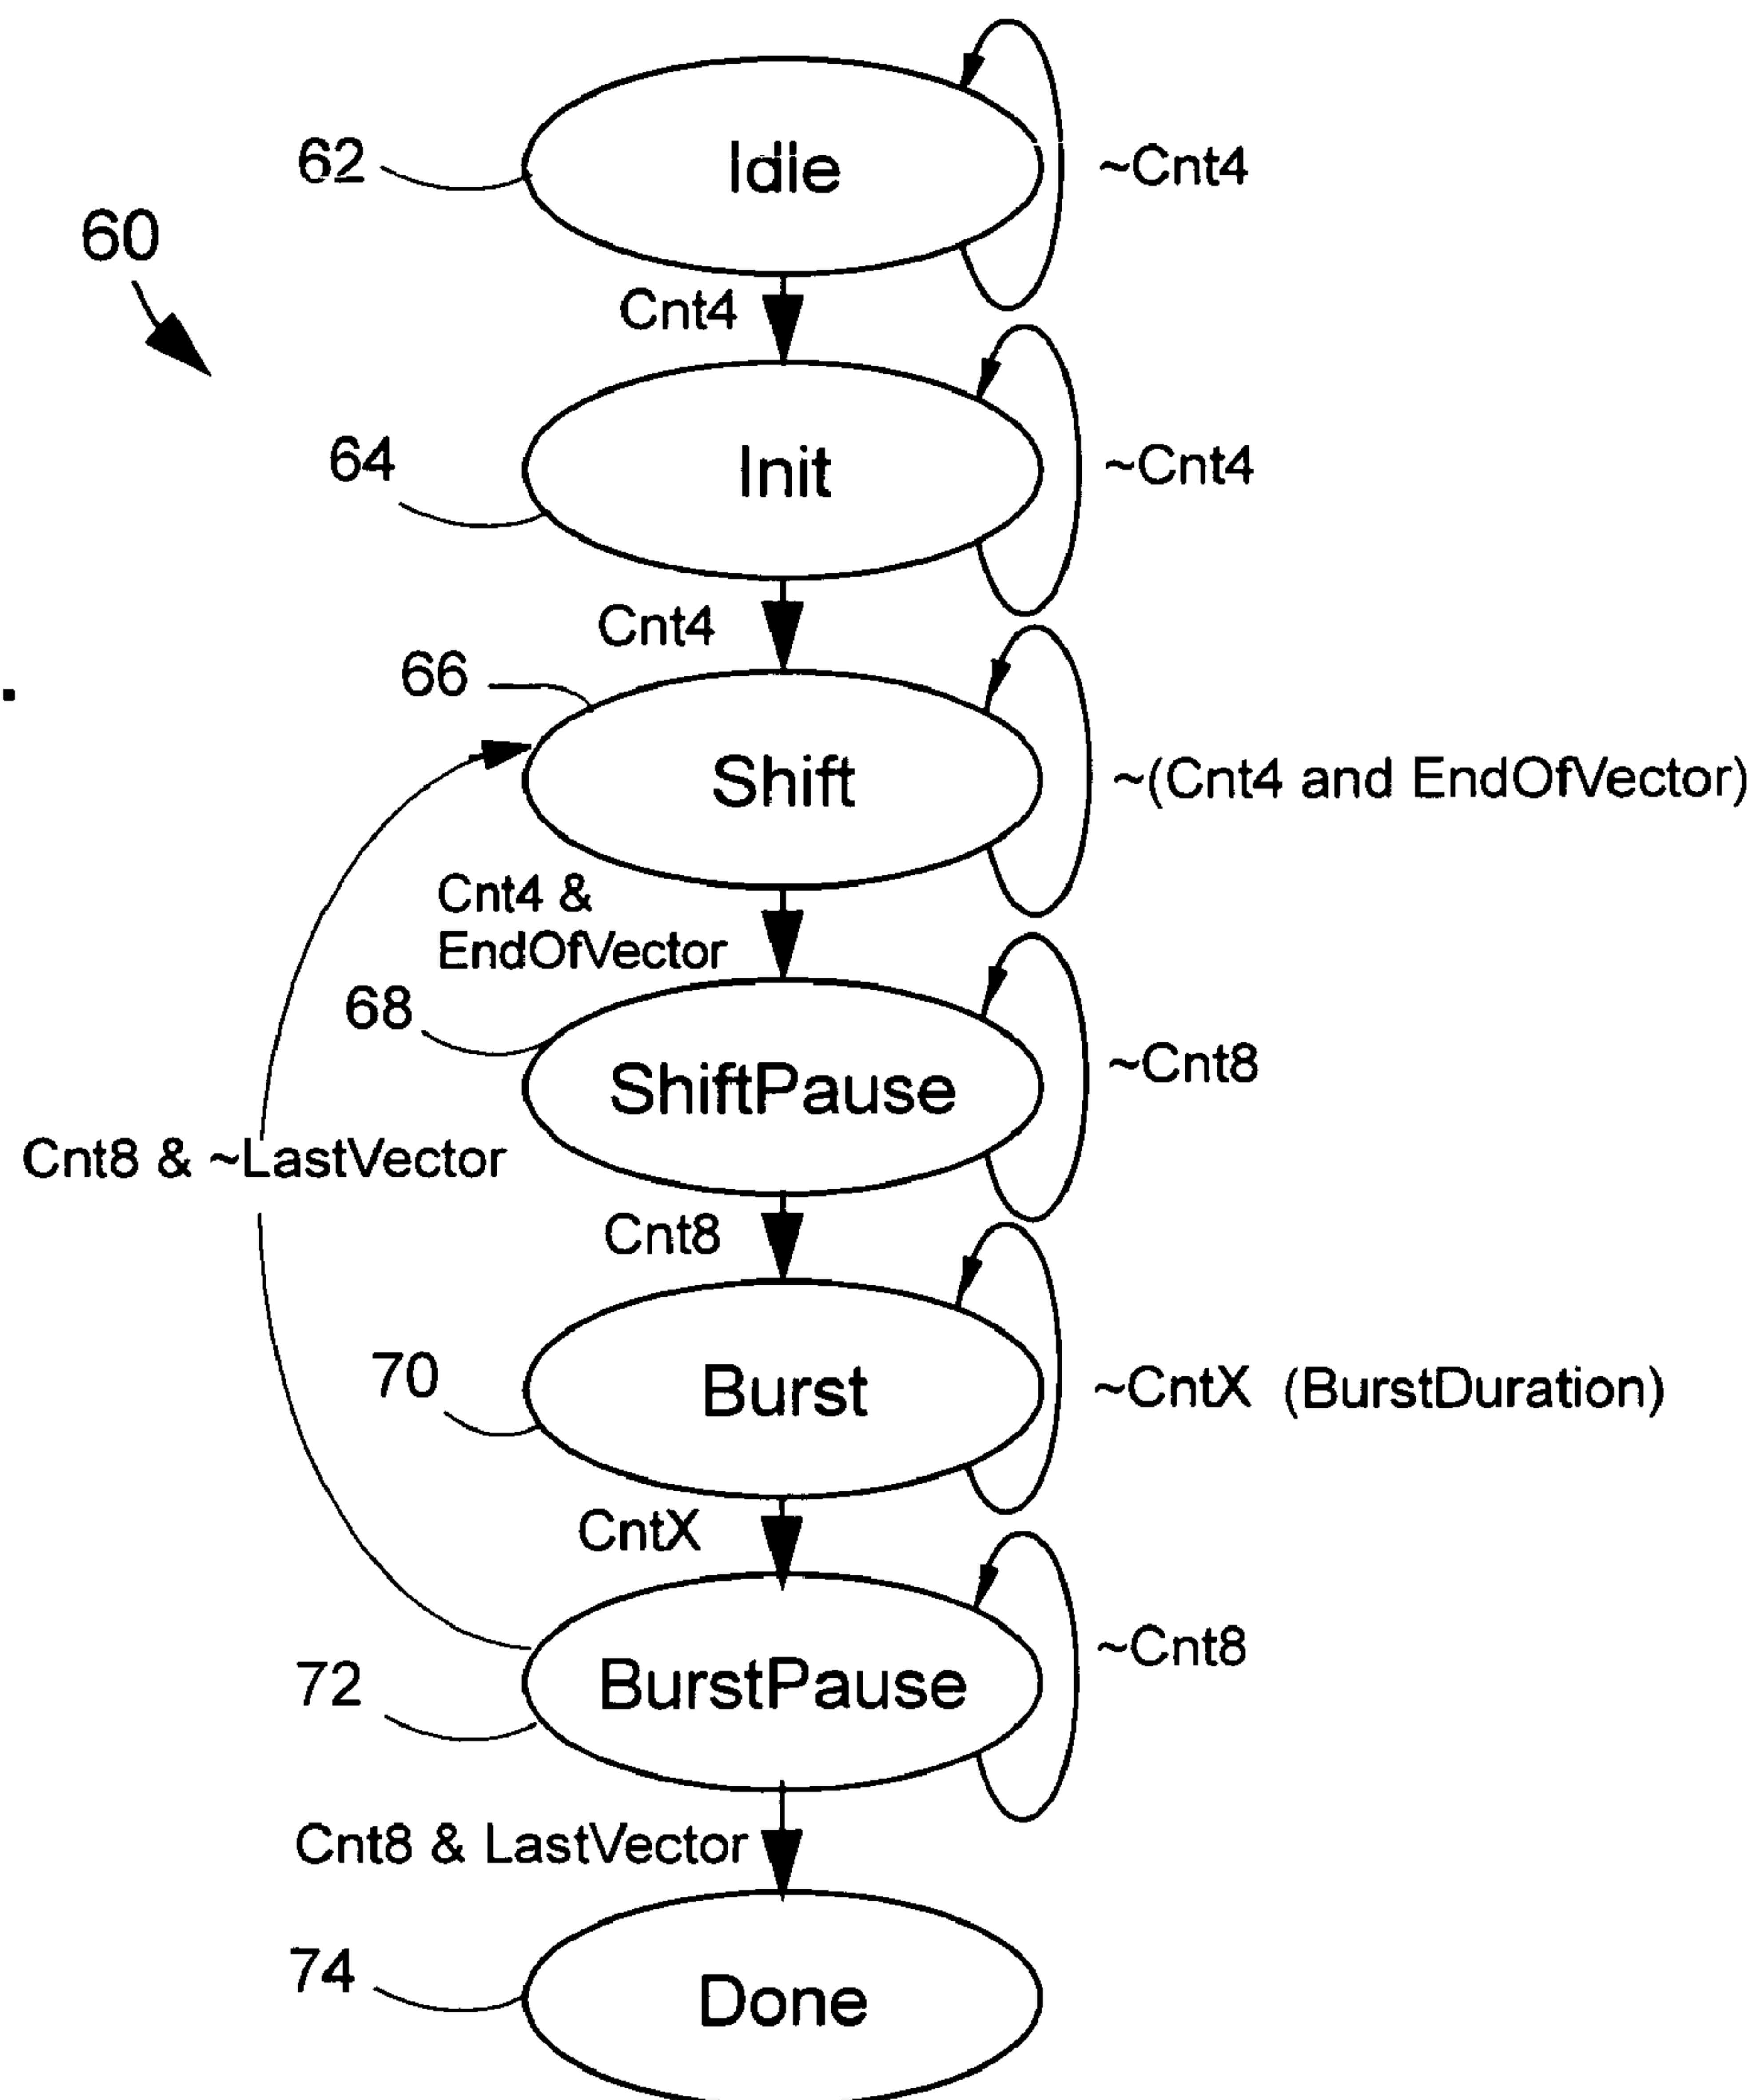 62
Idle
~Cnt4
60
Cnt4
64
Init
~Cnt4
Cnt4
66
Shift
~(Cnt4 and EndOfVector)
Cnt4 &
EndOfVector
68
ShiftPause
~Cnt8
Cnt8 & ~LastVector
Cnt8
70
Burst
~CntX (BurstDuration)
CntX
72
BurstPause
~Cnt8
Cnt8 & LastVector
74
Done